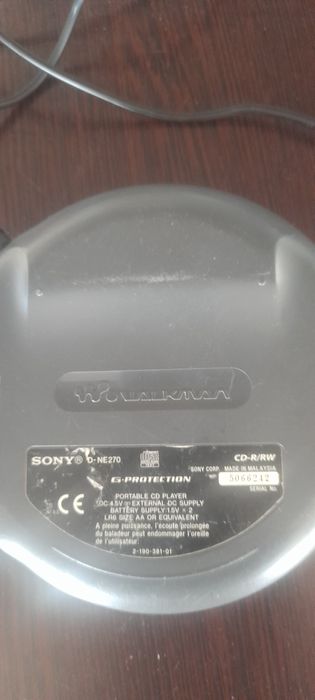 WALKMAN
SONY® D-NE270 CD-R/RW
SONY CORP. MADE IN MALAYSIA
G-PROTECTION 5066242
SERIAL No.
PORTABLE CD PLAYER
DC 4.5V EXTERNAL DC SUPPLY
BATTERY SUPPLY 1.5V × 2
LR6 SIZE AA OR EQUIVALENT
A pleine puissance, l'écoute prolongée
du baladeur peut endommager l'oreille
de l'utilisateur.
CE
3-190-381-01